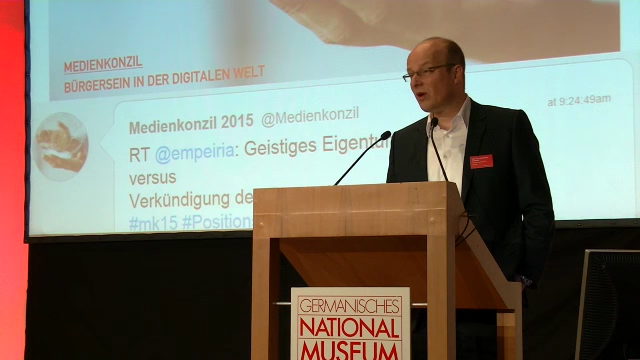 MEDIENKONZIL
BÜRGERSEIN IN DER DIGITALEN WELT
at 9:24:49am
Medienkonzil 2015 @Medienkonzil
RT @empeiria: Geistiges Eigentu
versus
Verkündigung de
#mk15 #Positions
GERMANISCHES
NATIONAL
MUSEUM